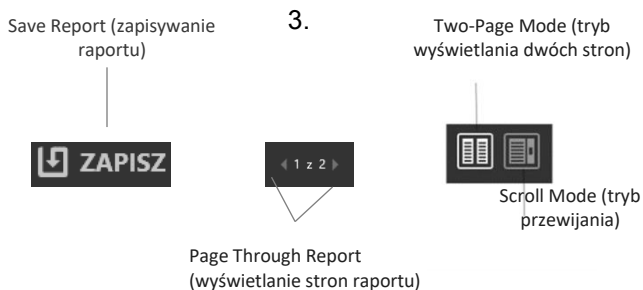 Save Report (zapisywanie
raportu)
3.
Two-Page Mode (tryb
wyświetlania dwóch stron)
ZAPISZ
1 z 2
Scroll Mode (tryb
przewijania)
Page Through Report
(wyświetlanie stron raportu)